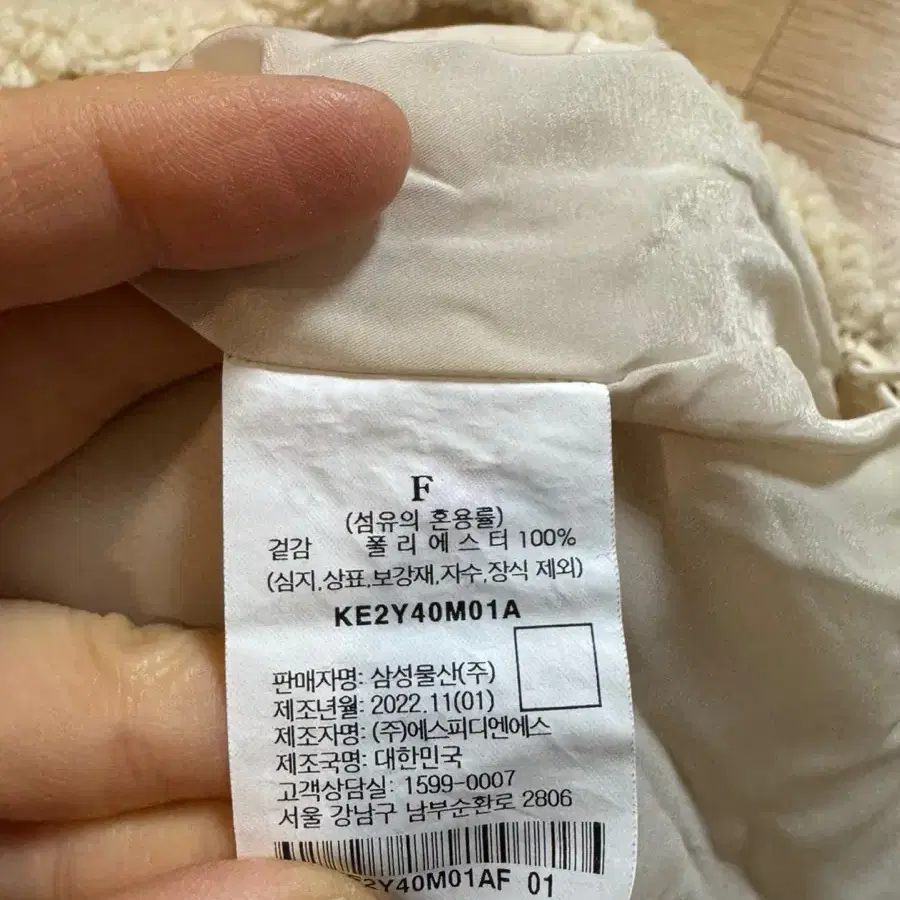 F
(섬유의 혼용률)
겉감 폴리에스터 100%
(심지,상표,보강재,자수,장식 제외)
KE2Y40M01A
판매자명: 삼성물산(주)
제조년월: 2022.11(01)
제조자명: (주)에스피디엔에스
제조국명: 대한민국
고객상담실: 1599-0007
서울 강남구 남부순환로 2806
E2Y40M01AF 01